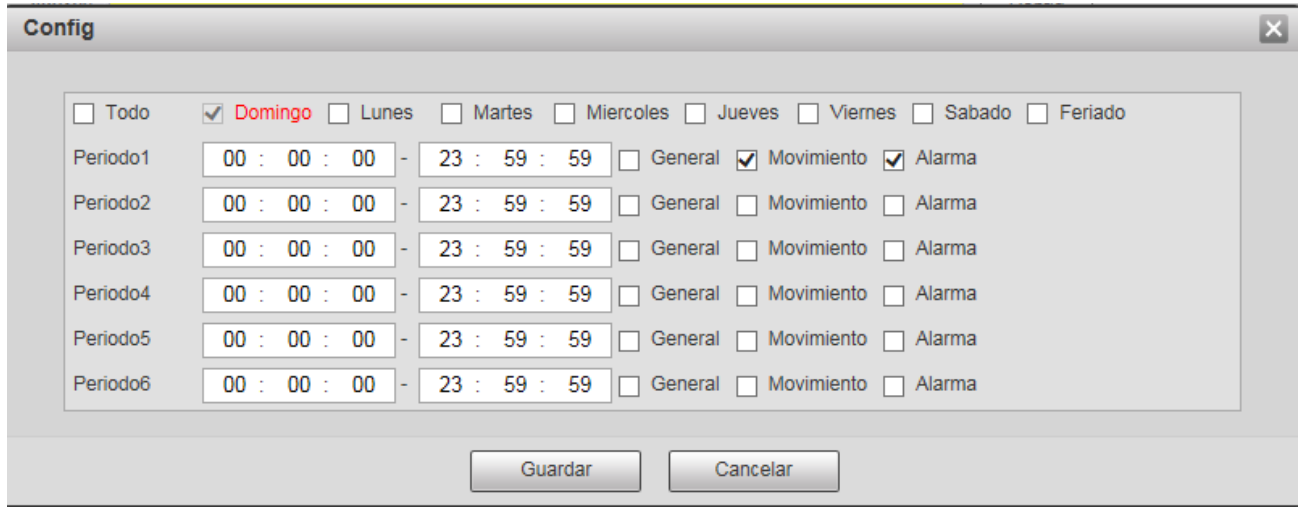 Config
Todo Domingo Lunes Martes Miercoles Jueves Viernes Sabado Feriado
Periodo1 00 : 00 : 00 - 23 : 59 : 59 General Movimiento Alarma
Periodo2 00 : 00 : 00 - 23 : 59 : 59 General Movimiento Alarma
Periodo3 00 : 00 : 00 - 23 : 59 : 59 General Movimiento Alarma
Periodo4 00 : 00 : 00 - 23 : 59 : 59 General Movimiento Alarma
Periodo5 00 : 00 : 00 - 23 : 59 : 59 General Movimiento Alarma
Periodo6 00 : 00 : 00 - 23 : 59 : 59 General Movimiento Alarma
Guardar Cancelar